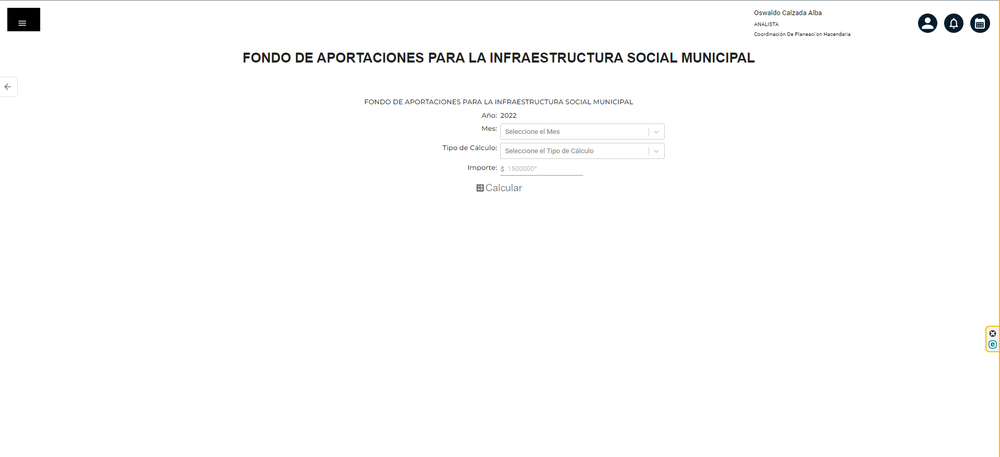 Oswaldo Calzada Alba
ANALISTA
Coordinación De Planeaci'on Hacendaria
FONDO DE APORTACIONES PARA LA INFRAESTRUCTURA SOCIAL MUNICIPAL
FONDO DE APORTACIONES PARA LA INFRAESTRUCTURA SOCIAL MUNICIPAL
Año: 2022
Mes: Seleccione el Mes
Tipo de Cálculo: Seleccione el Tipo de Cálculo
Importe: $ 1500000*
Calcular
e